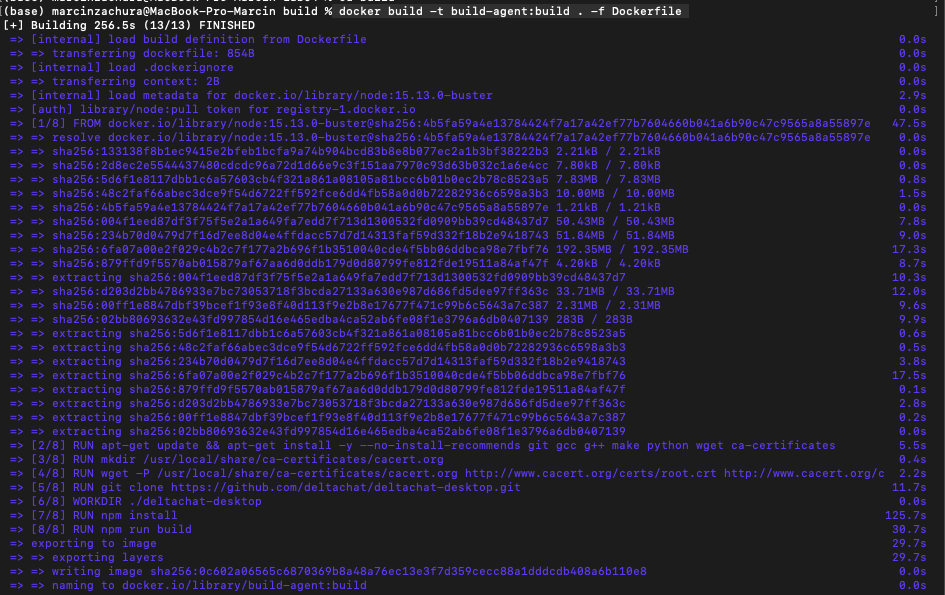 [(base) marcinzachura@MacBook-Pro-Marcin build % docker build -t build-agent:build . -f Dockerfile ]
[+] Building 256.5s (13/13) FINISHED
=> [internal] load build definition from Dockerfile 0.0s
=> => transferring dockerfile: 854B 0.0s
=> [internal] load .dockerignore 0.0s
=> => transferring context: 2B 0.0s
=> [internal] load metadata for docker.io/library/node:15.13.0-buster 2.9s
=> [auth] library/node:pull token for registry-1.docker.io 0.0s
=> [1/8] FROM docker.io/library/node:15.13.0-buster@sha256:4b5fa59a4e13784424f7a17a42ef77b7604660b041a6b90c47c9565a8a55897e 47.5s
=> => resolve docker.io/library/node:15.13.0-buster@sha256:4b5fa59a4e13784424f7a17a42ef77b7604660b041a6b90c47c9565a8a55897e 0.0s
=> => sha256:133138f8b1ec9415e2bfeb1bcfa9a74b904bcd83b8e8b077ec2a1b3bf38222b3 2.21kB / 2.21kB 0.0s
=> => sha256:2d8ec2e5544437480cdcdc96a72d1d66e9c3f151aa7970c93d63b032c1a6e4cc 7.80kB / 7.80kB 0.0s
=> => sha256:5d6f1e8117dbb1c6a57603cb4f321a861a08105a81bcc6b01b0ec2b78c8523a5 7.83MB / 7.83MB 0.8s
=> => sha256:48c2faf66abec3dce9f54d6722ff592fce6dd4fb58a0d0b72282936c6598a3b3 10.00MB / 10.00MB 1.5s
=> => sha256:4b5fa59a4e13784424f7a17a42ef77b7604660b041a6b90c47c9565a8a55897e 1.21kB / 1.21kB 0.0s
=> => sha256:004f1eed87df3f75f5e2a1a649fa7edd7f713d1300532fd0909bb39cd48437d7 50.43MB / 50.43MB 7.8s
=> => sha256:234b70d0479d7f16d7ee8d04e4ffdacc57d7d14313faf59d332f18b2e9418743 51.84MB / 51.84MB 9.0s
=> => sha256:6fa07a00e2f029c4b2c7f177a2b696f1b3510040cde4f5bb06ddbca98e7fbf76 192.35MB / 192.35MB 17.3s
=> => sha256:879ffd9f5570ab015879af67aa6d0ddb179d0d80799fe812fde19511a84af47f 4.20kB / 4.20kB 8.7s
=> => extracting sha256:004f1eed87df3f75f5e2a1a649fa7edd7f713d1300532fd0909bb39cd48437d7 10.3s
=> => sha256:d203d2bb4786933e7bc73053718f3bcda27133a630e987d686fd5dee97ff363c 33.71MB / 33.71MB 12.0s
=> => sha256:00ff1e8847dbf39bcef1f93e8f40d113f9e2b8e17677f471c99b6c5643a7c387 2.31MB / 2.31MB 9.6s
=> => sha256:02bb80693632e43fd997854d16e465edba4ca52ab6fe08f1e3796a6db0407139 283B / 283B 9.9s
=> => extracting sha256:5d6f1e8117dbb1c6a57603cb4f321a861a08105a81bcc6b01b0ec2b78c8523a5 0.6s
=> => extracting sha256:48c2faf66abec3dce9f54d6722ff592fce6dd4fb58a0d0b72282936c6598a3b3 0.5s
=> => extracting sha256:234b70d0479d7f16d7ee8d04e4ffdacc57d7d14313faf59d332f18b2e9418743 3.8s
=> => extracting sha256:6fa07a00e2f029c4b2c7f177a2b696f1b3510040cde4f5bb06ddbca98e7fbf76 17.5s
=> => extracting sha256:879ffd9f5570ab015879af67aa6d0ddb179d0d80799fe812fde19511a84af47f 0.1s
=> => extracting sha256:d203d2bb4786933e7bc73053718f3bcda27133a630e987d686fd5dee97ff363c 2.8s
=> => extracting sha256:00ff1e8847dbf39bcef1f93e8f40d113f9e2b8e17677f471c99b6c5643a7c387 0.2s
=> => extracting sha256:02bb80693632e43fd997854d16e465edba4ca52ab6fe08f1e3796a6db0407139 0.0s
=> [2/8] RUN apt-get update && apt-get install -y --no-install-recommends git gcc g++ make python wget ca-certificates 5.5s
=> [3/8] RUN mkdir /usr/local/share/ca-certificates/cacert.org 0.4s
=> [4/8] RUN wget -P /usr/local/share/ca-certificates/cacert.org http://www.cacert.org/certs/root.crt http://www.cacert.org/c 2.2s
=> [5/8] RUN git clone https://github.com/deltachat/deltachat-desktop.git 11.7s
=> [6/8] WORKDIR ./deltachat-desktop 0.0s
=> [7/8] RUN npm install 125.7s
=> [8/8] RUN npm run build 30.7s
=> exporting to image 29.7s
=> => exporting layers 29.7s
=> => writing image sha256:0c602a06565c6870369b8a48a76ec13e3f7d359cecc88a1dddcdb408a6b110e8 0.0s
=> => naming to docker.io/library/build-agent:build 0.0s